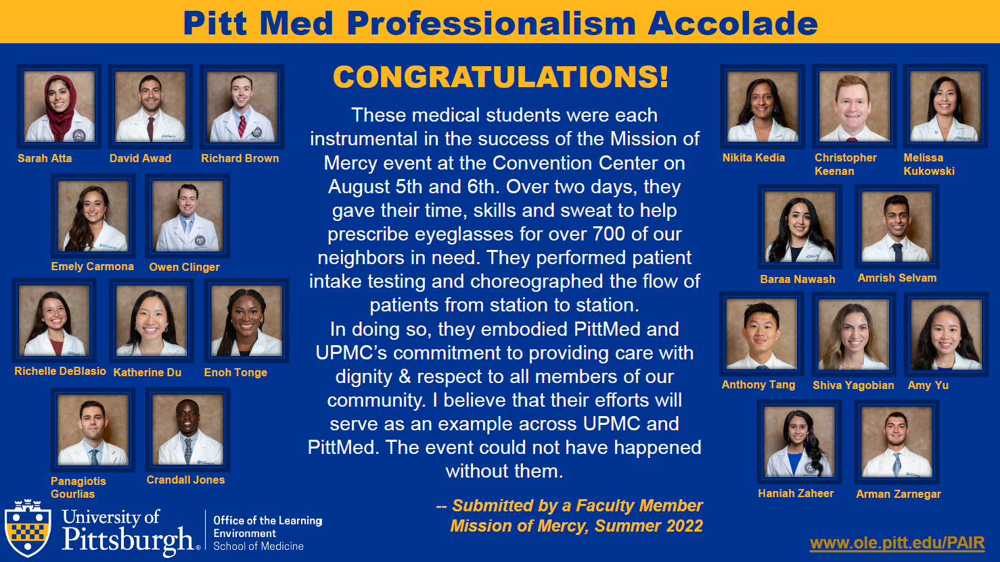 Pitt Med Professionalism Accolade
Sarah Atta
David Awad
Richard Brown
Emely Carmona
Owen Clinger
Richelle DeBlasio
Katherine Du
Enoh Tonge
Panagiotis
Gourlias
Crandall Jones
CONGRATULATIONS!
These medical students were each
instrumental in the success of the Mission of
Mercy event at the Convention Center on
August 5th and 6th. Over two days, they
gave their time, skills and sweat to help
prescribe eyeglasses for over 700 of our
neighbors in need. They performed patient
intake testing and choreographed the flow of
patients from station to station.
In doing so, they embodied PittMed and
UPMC’s commitment to providing care with
dignity & respect to all members of our
community. I believe that their efforts will
serve as an example across UPMC and
PittMed. The event could not have happened
without them.
-- Submitted by a Faculty Member
Mission of Mercy, Summer 2022
Nikita Kedia
Christopher
Keenan
Melissa
Kukowski
Baraa Nawash
Amrish Selvam
Anthony Tang
Shiva Yagobian
Amy Yu
Haniah Zaheer
Arman Zarnegar
University of
Pittsburgh®
Office of the Learning
Environment
School of Medicine
www.ole.pitt.edu/PAIR